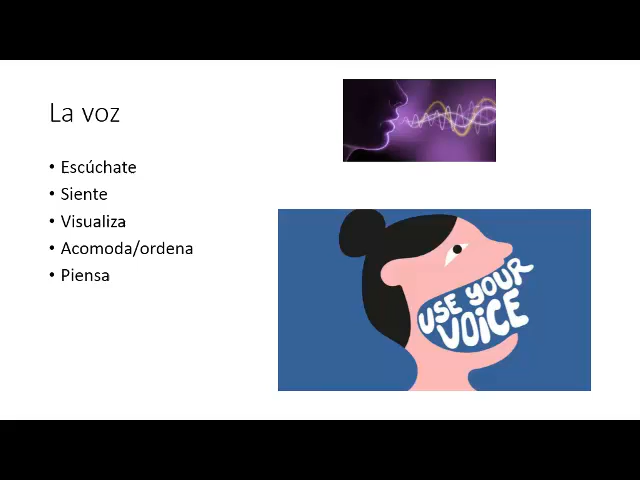 La voz
• Escúchate
• Siente
• Visualiza
• Acomoda/ordena
• Piensa
USE YOUR
VOiCE